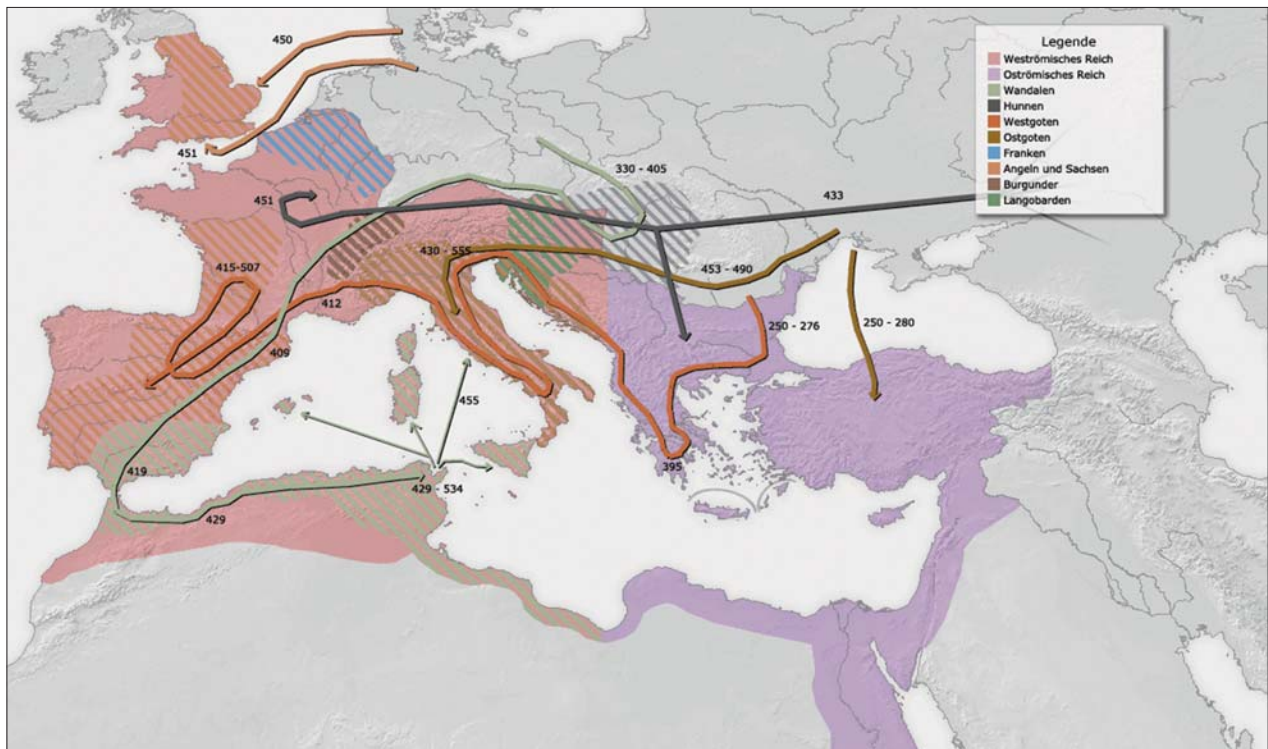 Legende
Weströmisches Reich
Oströmisches Reich
Wandalen
Hunnen
Westgoten
Ostgoten
Franken
Angeln und Sachsen
Burgunder
Langobarden
450
451
330 - 405
451
433
430 - 555
453 - 490
415-507
412
250 - 276
250 - 280
409
455
395
419
429 - 534
429